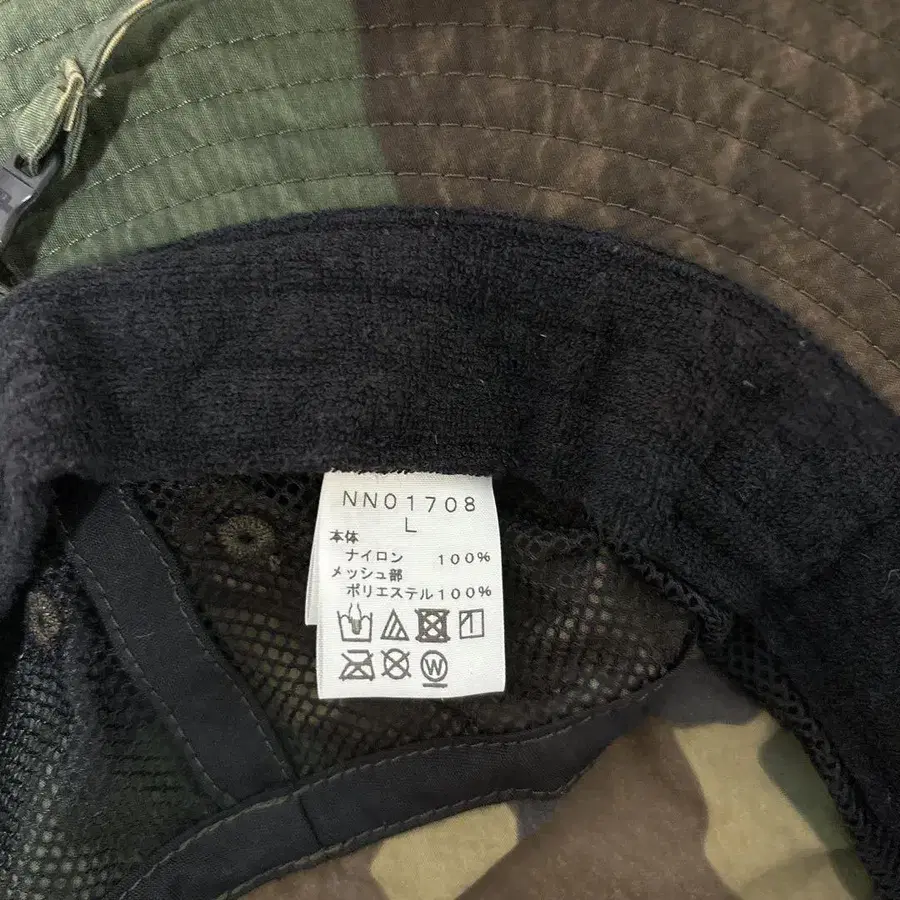 NN01708
L
本体
ナイロン 100%
メッシュ部
ポリエステル100%
W